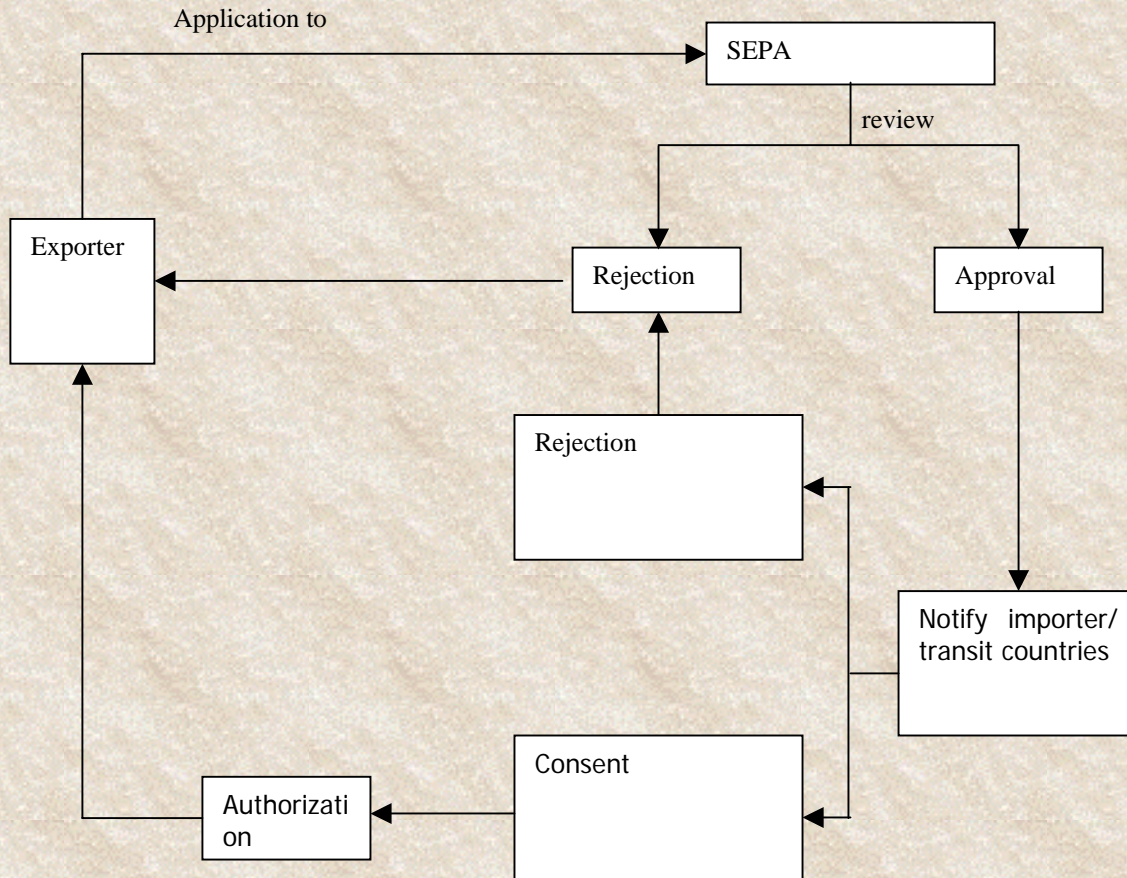 Application to
SEPA
review
Exporter
Rejection
Approval
Rejection
Notify importer/
transit countries
Consent
Authorizati
on